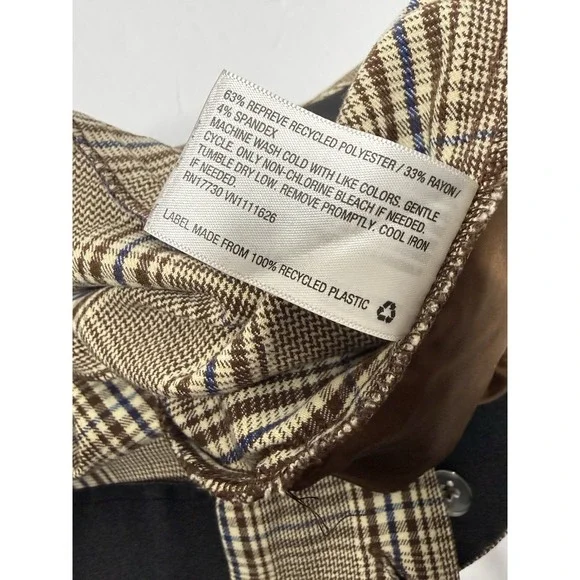 63% REPREVE RECYCLED POLYESTER / 33% RAYON /
4% SPANDEX
MACHINE WASH COLD WITH LIKE COLORS. GENTLE
CYCLE. ONLY NON-CHLORINE BLEACH IF NEEDED.
TUMBLE DRY LOW. REMOVE PROMPTLY. COOL IRON
IF NEEDED.
RN17730 VN1111626
LABEL MADE FROM 100% RECYCLED PLASTIC